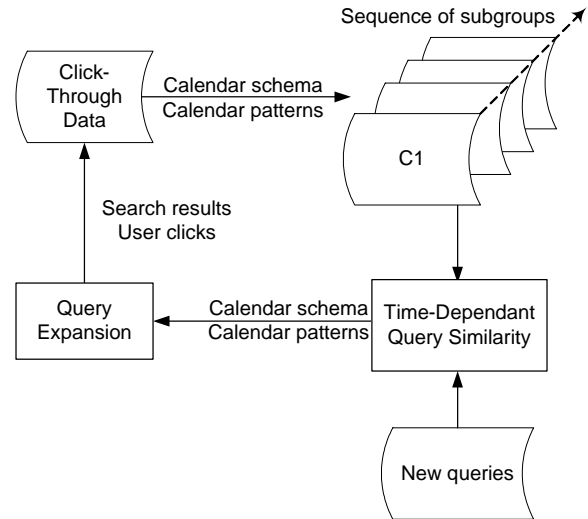 Sequence of subgroups
Click-
Through
Data
Calendar schema
Calendar patterns
C1
Search results
User clicks
Query
Expansion
Calendar schema
Calendar patterns
Time-Dependant
Query Similarity
New queries